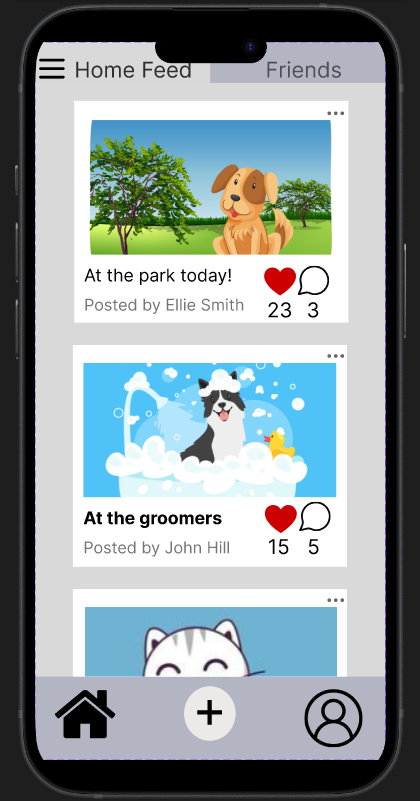 Home Feed
Friends
At the park today!
Posted by Ellie Smith
23
3
At the groomers
Posted by John Hill
15
5